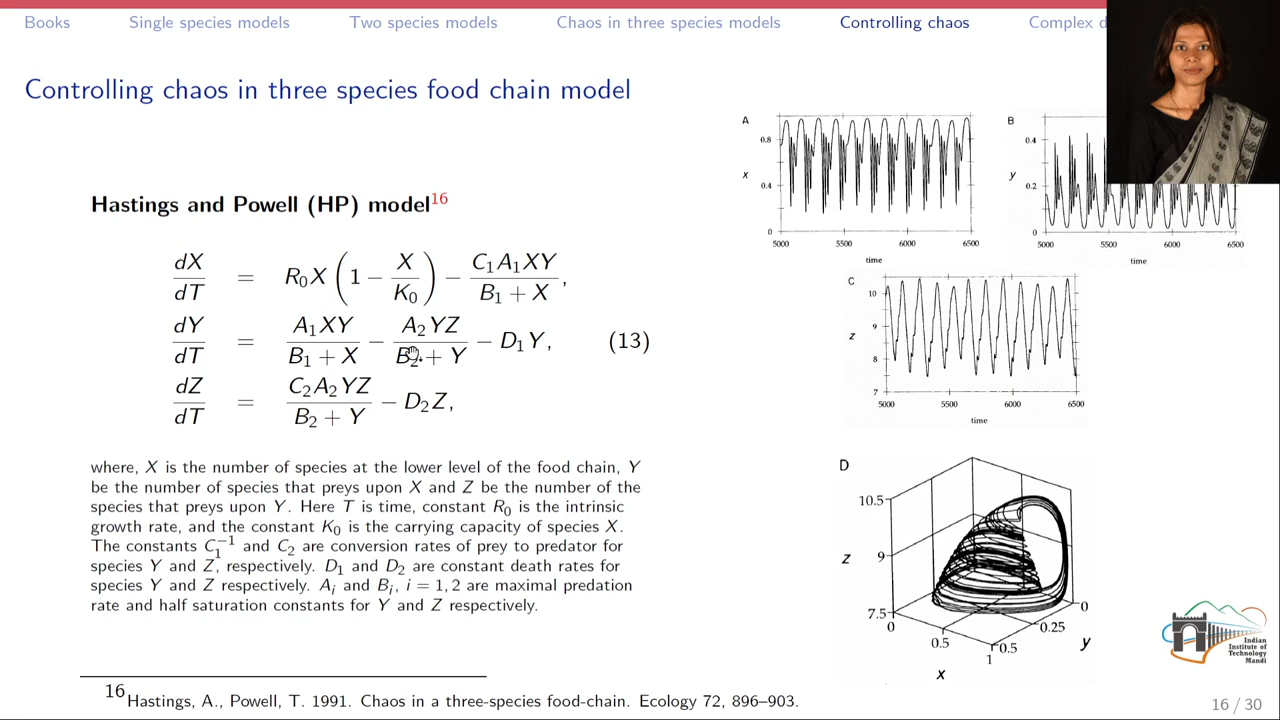 Books Single species models Two species models Chaos in three species models Controlling chaos Complex d
Controlling chaos in three species food chain model
Hastings and Powell (HP) model16
dX/dT = R₀X (1 − X/K₀) − C₁A₁XY/(B₁ + X),
dY/dT = A₁XY/(B₁ + X) − A₂YZ/(B₂ + Y) − D₁Y, (13)
dZ/dT = C₂A₂YZ/(B₂ + Y) − D₂Z,
where, X is the number of species at the lower level of the food chain, Y
be the number of species that preys upon X and Z be the number of the
species that preys upon Y. Here T is time, constant R₀ is the intrinsic
growth rate, and the constant K₀ is the carrying capacity of species X.
The constants C₁⁻¹ and C₂ are conversion rates of prey to predator for
species Y and Z, respectively. D₁ and D₂ are constant death rates for
species Y and Z respectively. Aᵢ and Bᵢ, i = 1, 2 are maximal predation
rate and half saturation constants for Y and Z respectively.
16 Hastings, A., Powell, T. 1991. Chaos in a three-species food-chain. Ecology 72, 896–903.
A
0.8
x
0.4
0
5000 5500 6000 6500
time
B
0.4
y
0.2
0
5000 5500 6000 6500
time
C
10
9
z
8
7
5000 5500 6000 6500
time
D
10.5
z
9
7.5
0
0.5
1
x
0
0.25
0.5
y
Indian
Institute of
Technology
Mandi
16 / 30